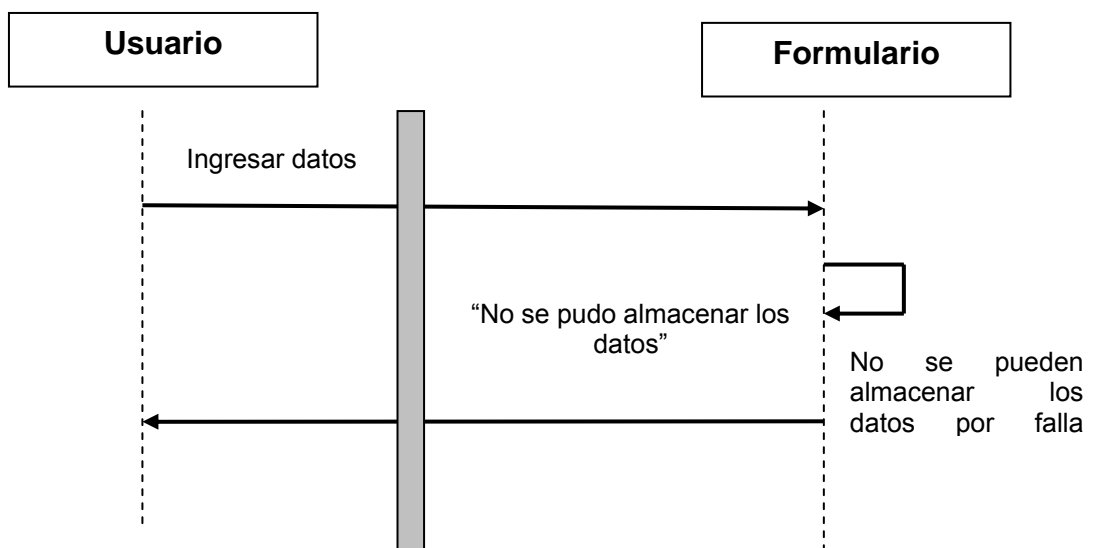 Usuario
Formulario
Ingresar datos
“No se pudo almacenar los
datos”
No se pueden
almacenar los
datos por falla